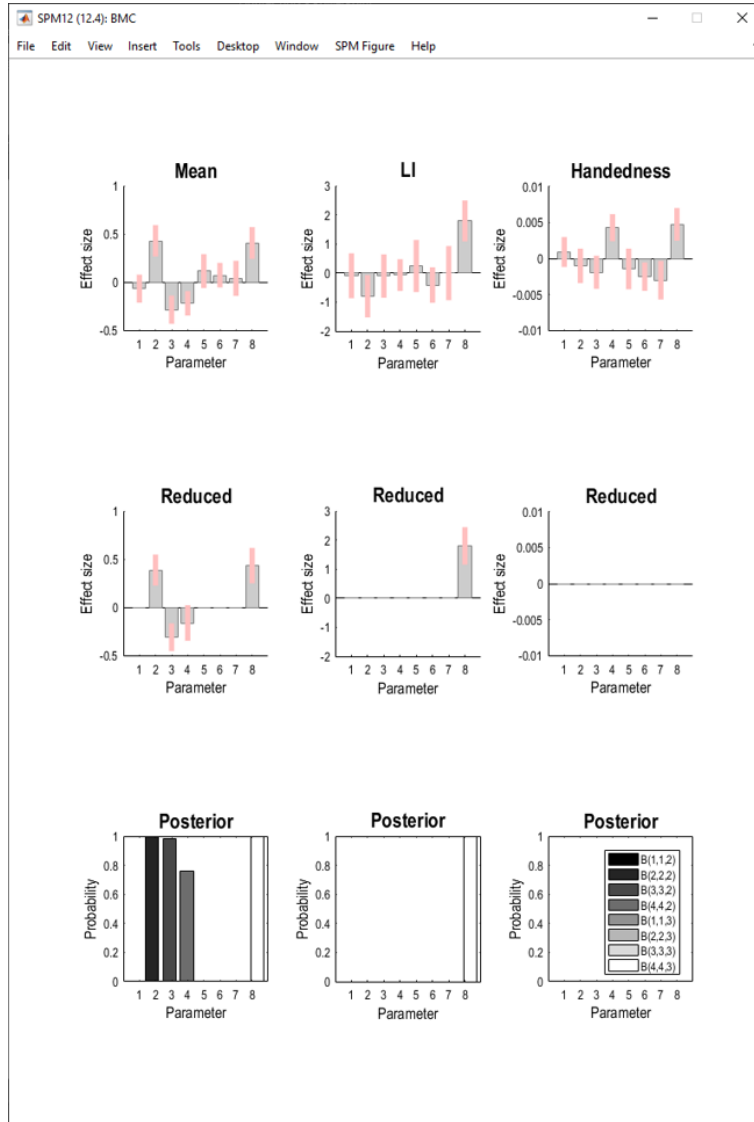 SPM12 (12.4): BMC
File Edit View Insert Tools Desktop Window SPM Figure Help
Mean
1
0.5
0
-0.5
Effect size
1 2 3 4 5 6 7 8
Parameter
LI
3
2
1
0
-1
-2
Effect size
1 2 3 4 5 6 7 8
Parameter
Handedness
0.01
0.005
0
-0.005
-0.01
Effect size
1 2 3 4 5 6 7 8
Parameter
Reduced
1
0.5
0
-0.5
Effect size
1 2 3 4 5 6 7 8
Parameter
Reduced
3
2
1
0
-1
-2
Effect size
1 2 3 4 5 6 7 8
Parameter
Reduced
0.01
0.005
0
-0.005
-0.01
Effect size
1 2 3 4 5 6 7 8
Parameter
Posterior
1
0.8
0.6
0.4
0.2
0
Probability
1 2 3 4 5 6 7 8
Parameter
Posterior
1
0.8
0.6
0.4
0.2
0
Probability
1 2 3 4 5 6 7 8
Parameter
Posterior
1
0.8
0.6
0.4
0.2
0
Probability
B(1,1,2)
B(2,2,2)
B(3,3,2)
B(4,4,2)
B(1,1,3)
B(2,2,3)
B(3,3,3)
B(4,4,3)
1 2 3 4 5 6 7 8
Parameter